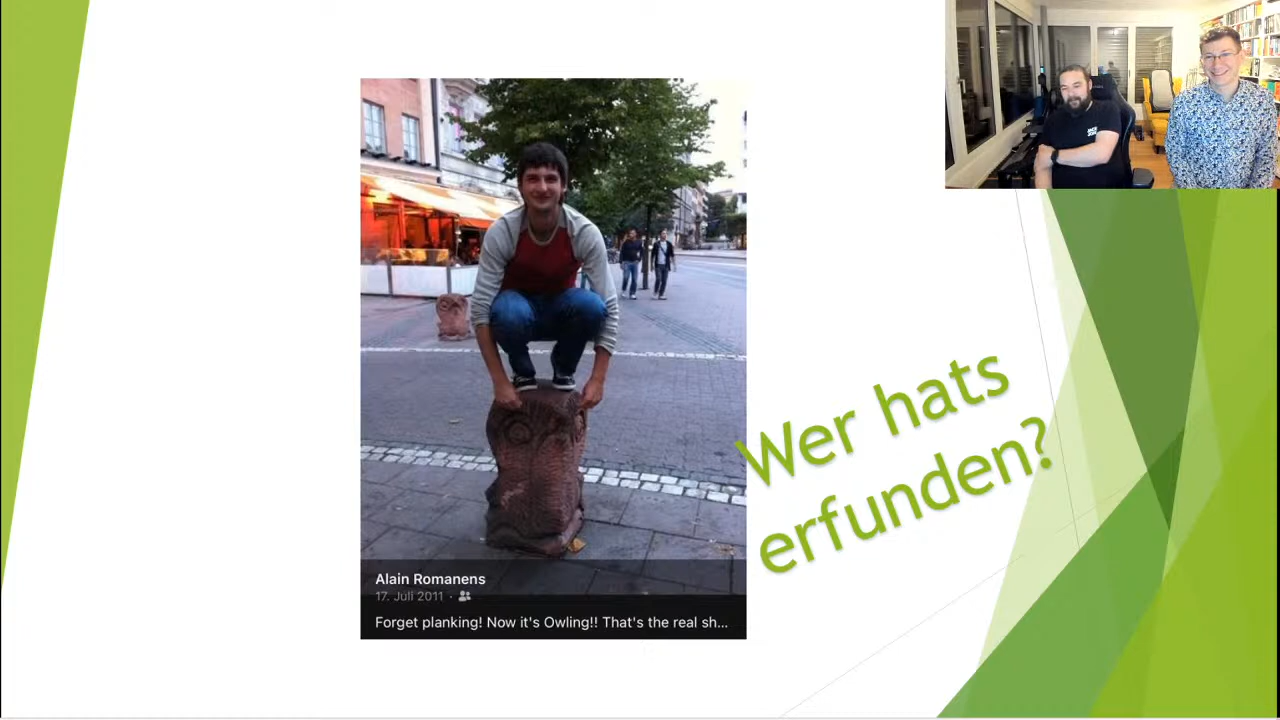 Wer hats
erfunden?
Alain Romanens
17. Juli 2011 ·
Forget planking! Now it's Owling!! That's the real sh...